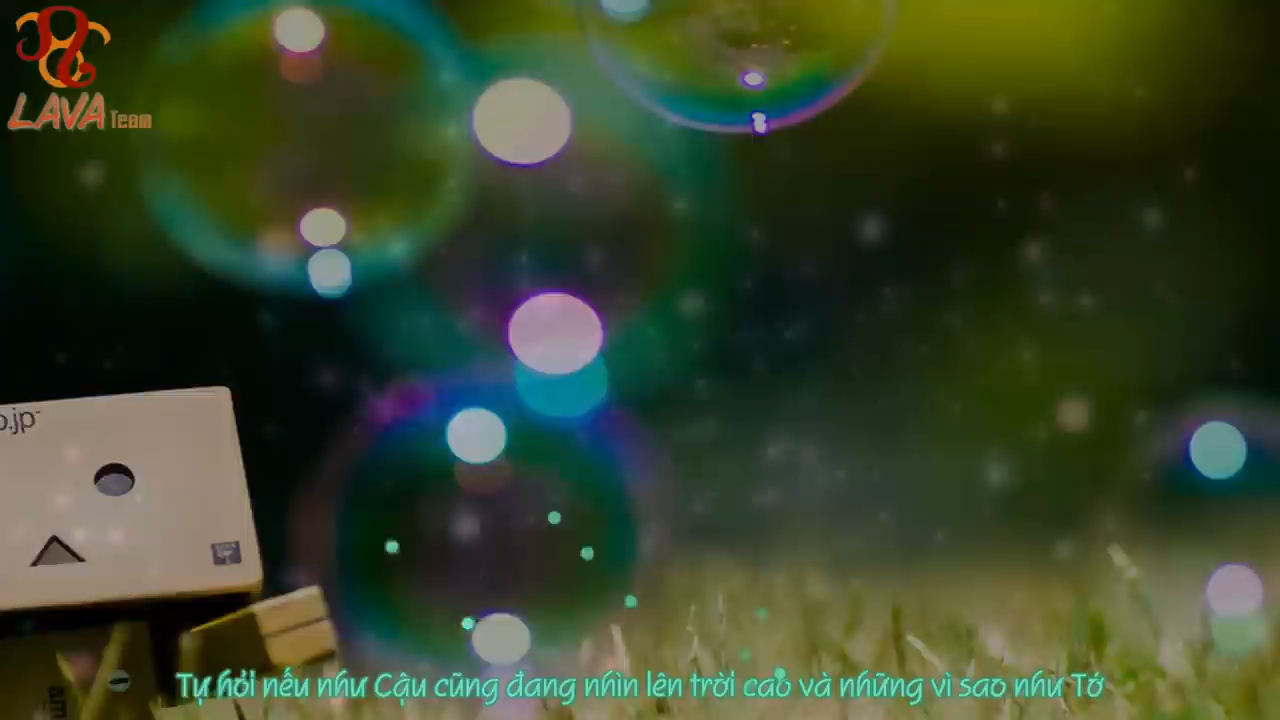 LAVA Team
o.jp
Tự hỏi nếu như Cậu cũng đang nhìn lên trời cao và những vì sao như Tớ